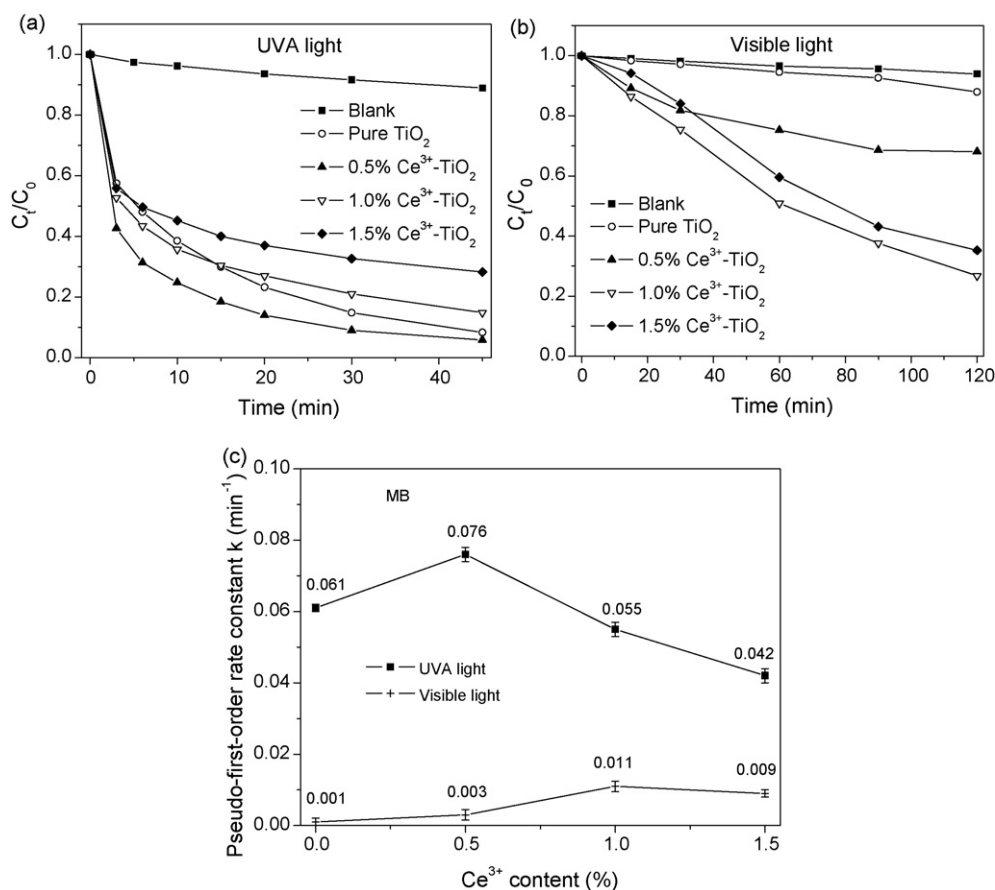 (a)
UVA light
1.0
0.8
0.6
0.4
0.2
0.0
C_t/C_0
Blank
Pure TiO₂
0.5% Ce³⁺-TiO₂
1.0% Ce³⁺-TiO₂
1.5% Ce³⁺-TiO₂
0 10 20 30 40
Time (min)
(b)
Visible light
1.0
0.8
0.6
0.4
0.2
0.0
C_t/C_0
Blank
Pure TiO₂
0.5% Ce³⁺-TiO₂
1.0% Ce³⁺-TiO₂
1.5% Ce³⁺-TiO₂
0 20 40 60 80 100 120
Time (min)
(c)
MB
0.10
0.08
0.06
0.04
0.02
0.00
Pseudo-first-order rate constant k (min⁻¹)
0.061
0.076
0.055
0.042
UVA light
Visible light
0.001
0.003
0.011
0.009
0.0 0.5 1.0 1.5
Ce³⁺ content (%)